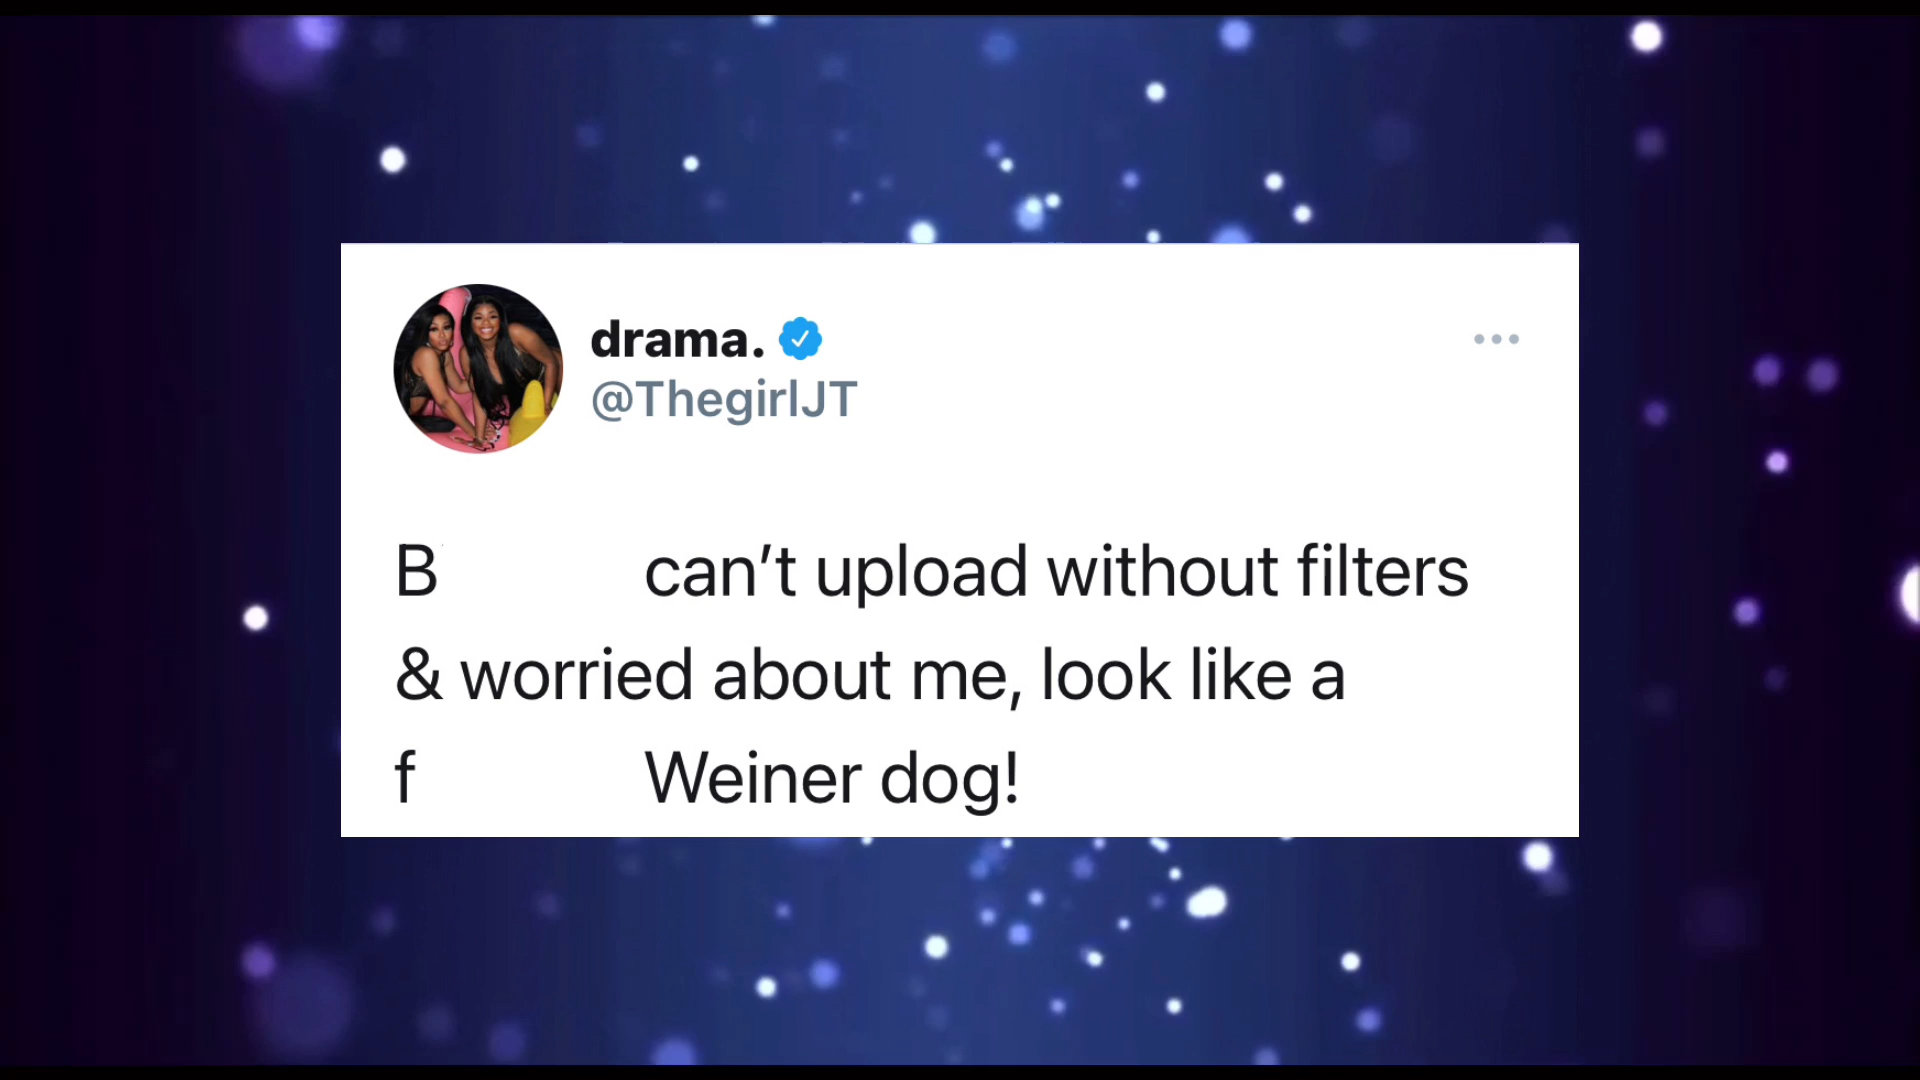 drama.
@ThegirlJT
B can’t upload without filters
& worried about me, look like a
f Weiner dog!